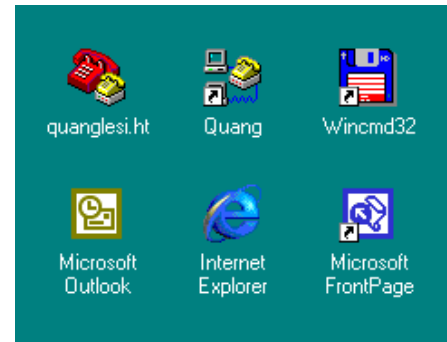 quanglesi.ht
Quang
Wincmd32
Microsoft
Outlook
Internet
Explorer
Microsoft
FrontPage